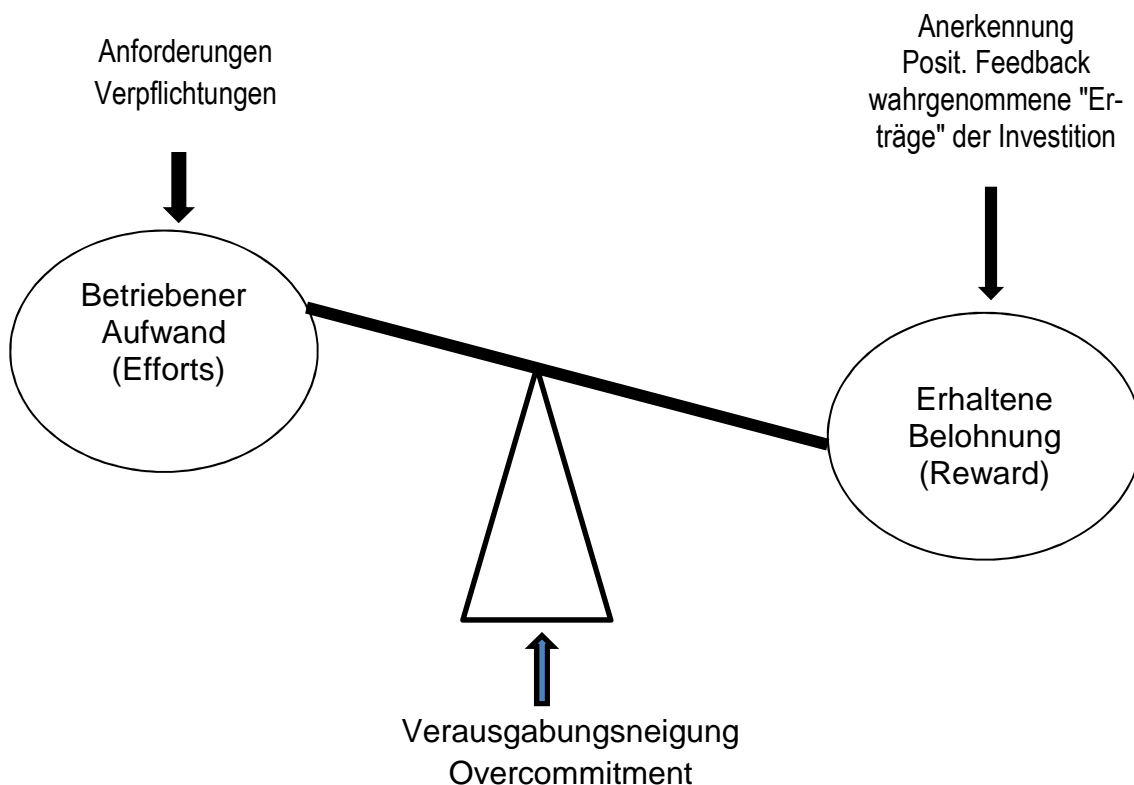 Anforderungen
Verpflichtungen
Anerkennung
Posit. Feedback
wahrgenommene "Er-
träge" der Investition
Betriebener
Aufwand
(Efforts)
Erhaltene
Belohnung
(Reward)
Verausgabungsneigung
Overcommitment